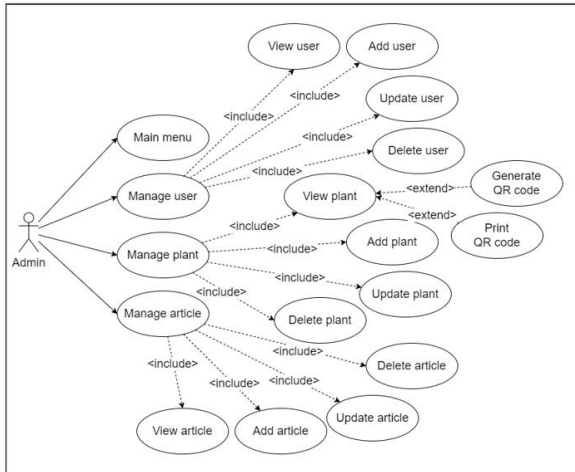 View user
Add user
<include>
<include>
Update user
<include>
Main menu
Delete user
<include>
Manage user
View plant
<extend>
Generate
QR code
<include>
<extend>
Print
QR code
Admin
Manage plant
<include>
Add plant
<include>
Update plant
<include>
Manage article
Delete plant
<include>
<include>
Delete article
<include>
<include>
Update article
View article
Add article